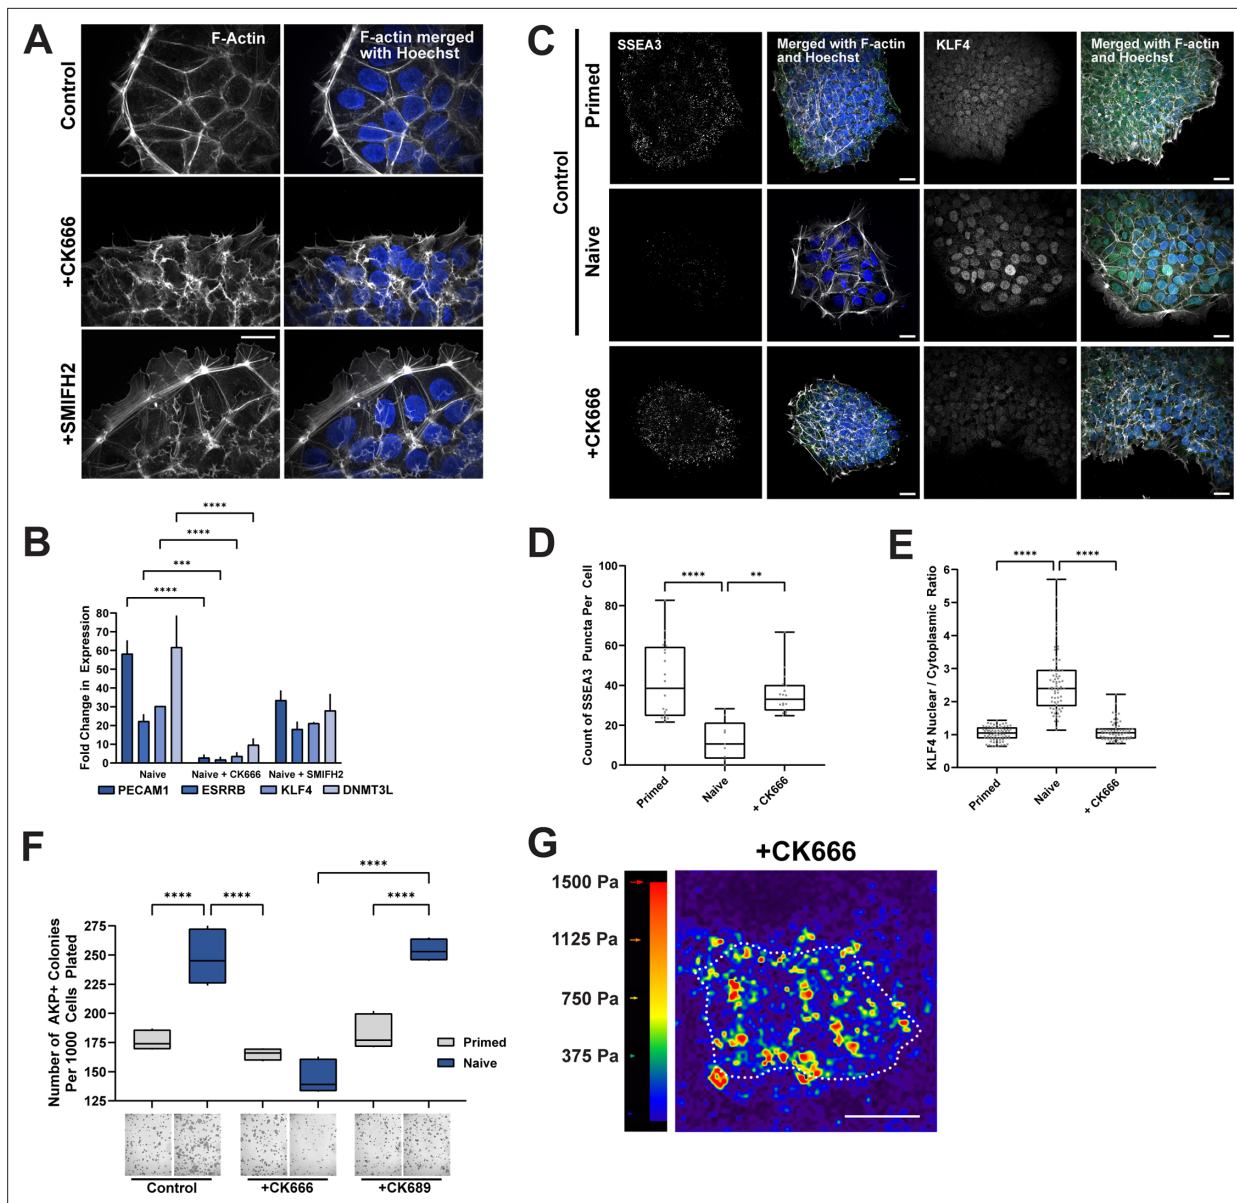 A
F-Actin
F-actin merged
with Hoechst
Control
+CK666
+SMIFH2
C
SSEA3
Merged with F-actin
and Hoechst
KLF4
Merged with F-actin
and Hoechst
Control
Primed
Naive
+CK666
B
****
****
***
****
Fold Change in Expression
80
70
60
50
40
30
20
10
0
Naive
Naive + CK666
Naive + SMIFH2
PECAM1
ESRRB
KLF4
DNMT3L
D
****
**
Count of SSEA3 Puncta Per Cell
100
80
60
40
20
0
Primed
Naive
+ CK666
E
****
****
KLF4 Nuclear / Cytoplasmic Ratio
6
5
4
3
2
1
0
Primed
Naive
+ CK666
F
****
****
****
****
Number of AKP+ Colonies
Per 1000 Cells Plated
275
250
225
200
175
150
125
Primed
Naive
Control
+CK666
+CK689
G
+CK666
1500 Pa
1125 Pa
750 Pa
375 Pa